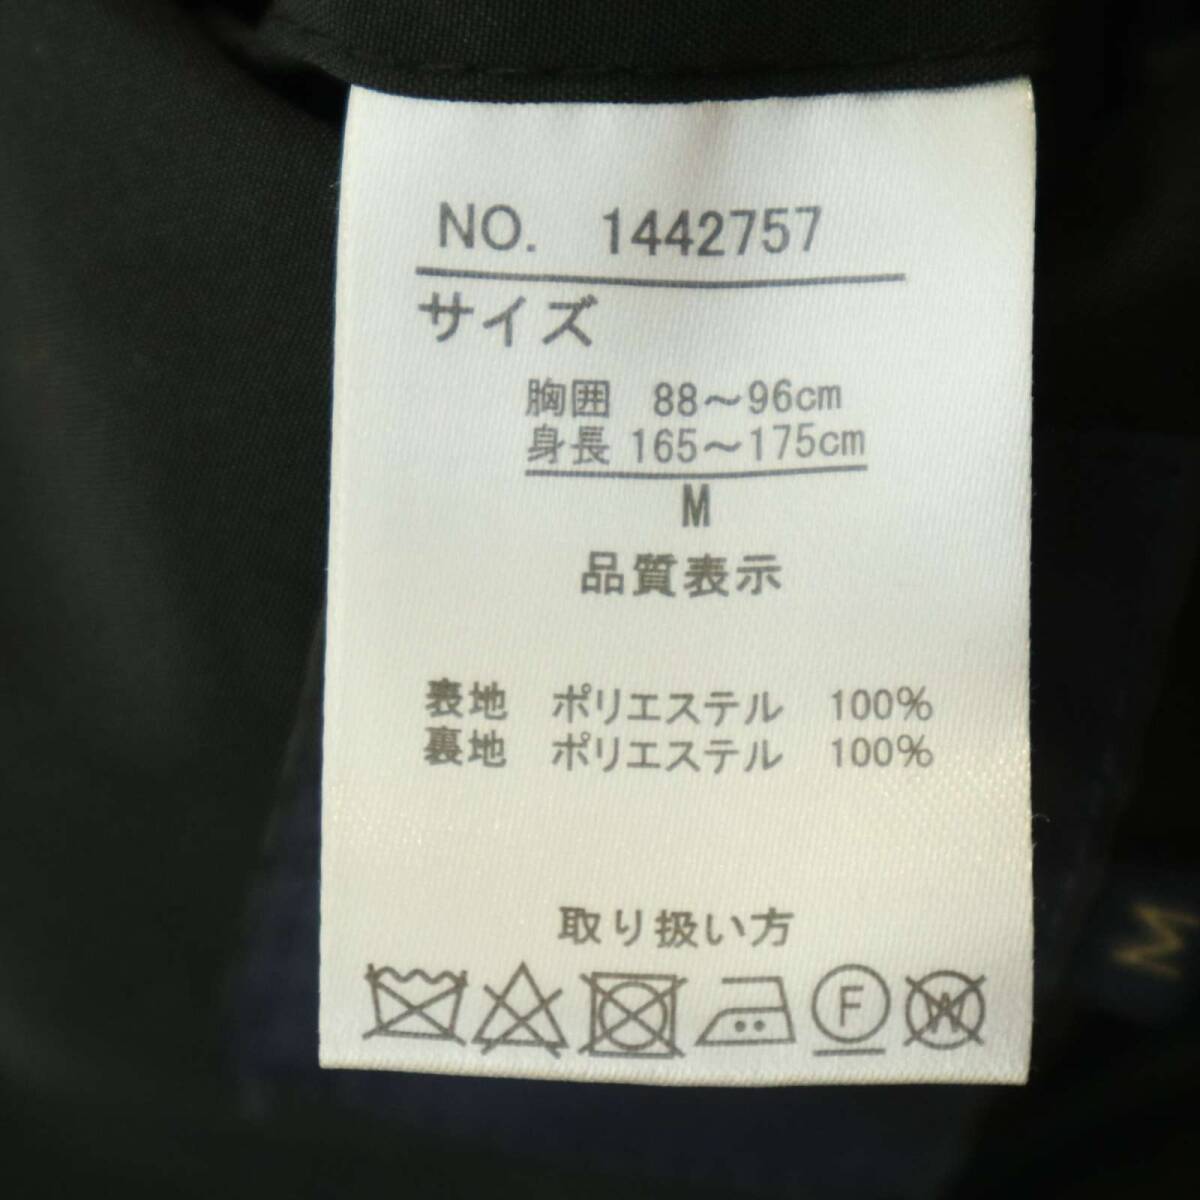 NO. 1442757
サイズ
胸囲 88～96cm
身長 165～175cm
M
品質表示
表地 ポリエステル 100%
裏地 ポリエステル 100%
取り扱い方
F W
M